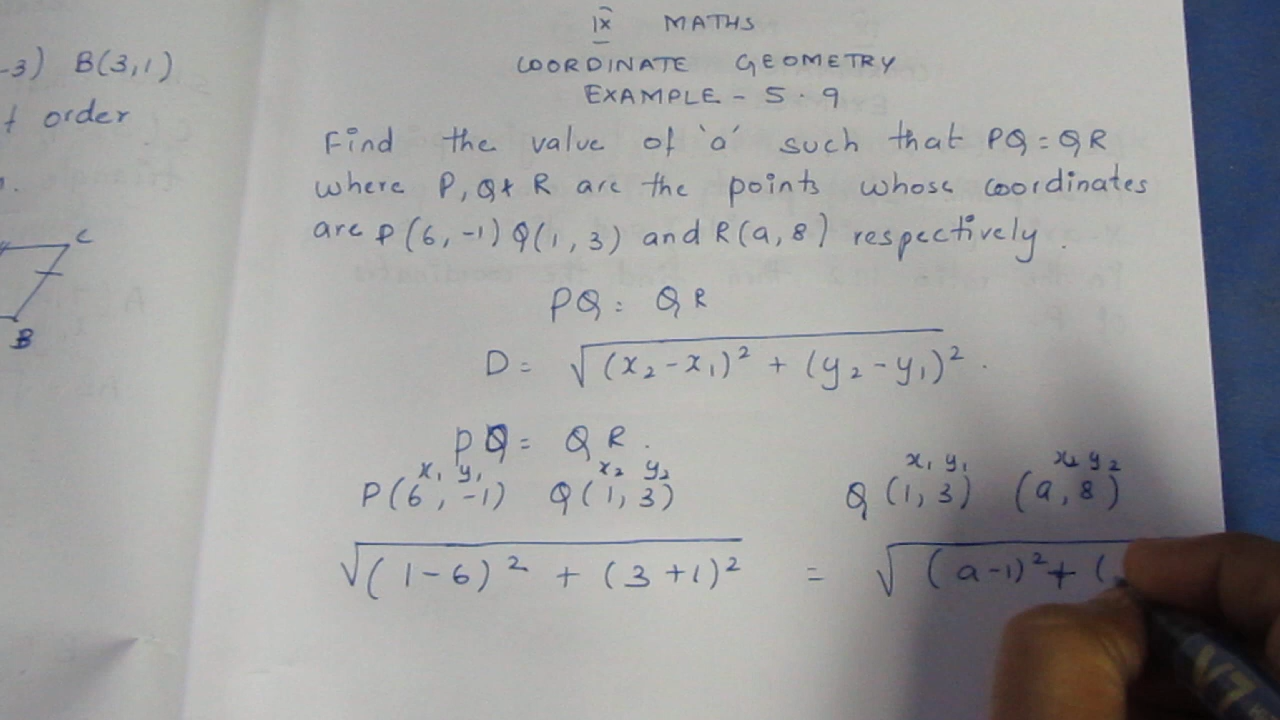 -3) B(3,1)
order
C
B
IX MATHS
COORDINATE GEOMETRY
EXAMPLE - 5.9
Find the value of 'a' such that PQ = QR
where P, Q & R are the points whose coordinates
are P(6, -1) Q(1, 3) and R(a, 8) respectively.
PQ = QR
D = √(x₂-x₁)² + (y₂-y₁)².
PQ = QR.
x₁ y₁ x₂ y₂ x₁ y₁ x₂ y₂
P(6, -1) Q(1, 3) Q(1, 3) (a, 8)
√(1-6)² + (3+1)² = √(a-1)² + (
V7